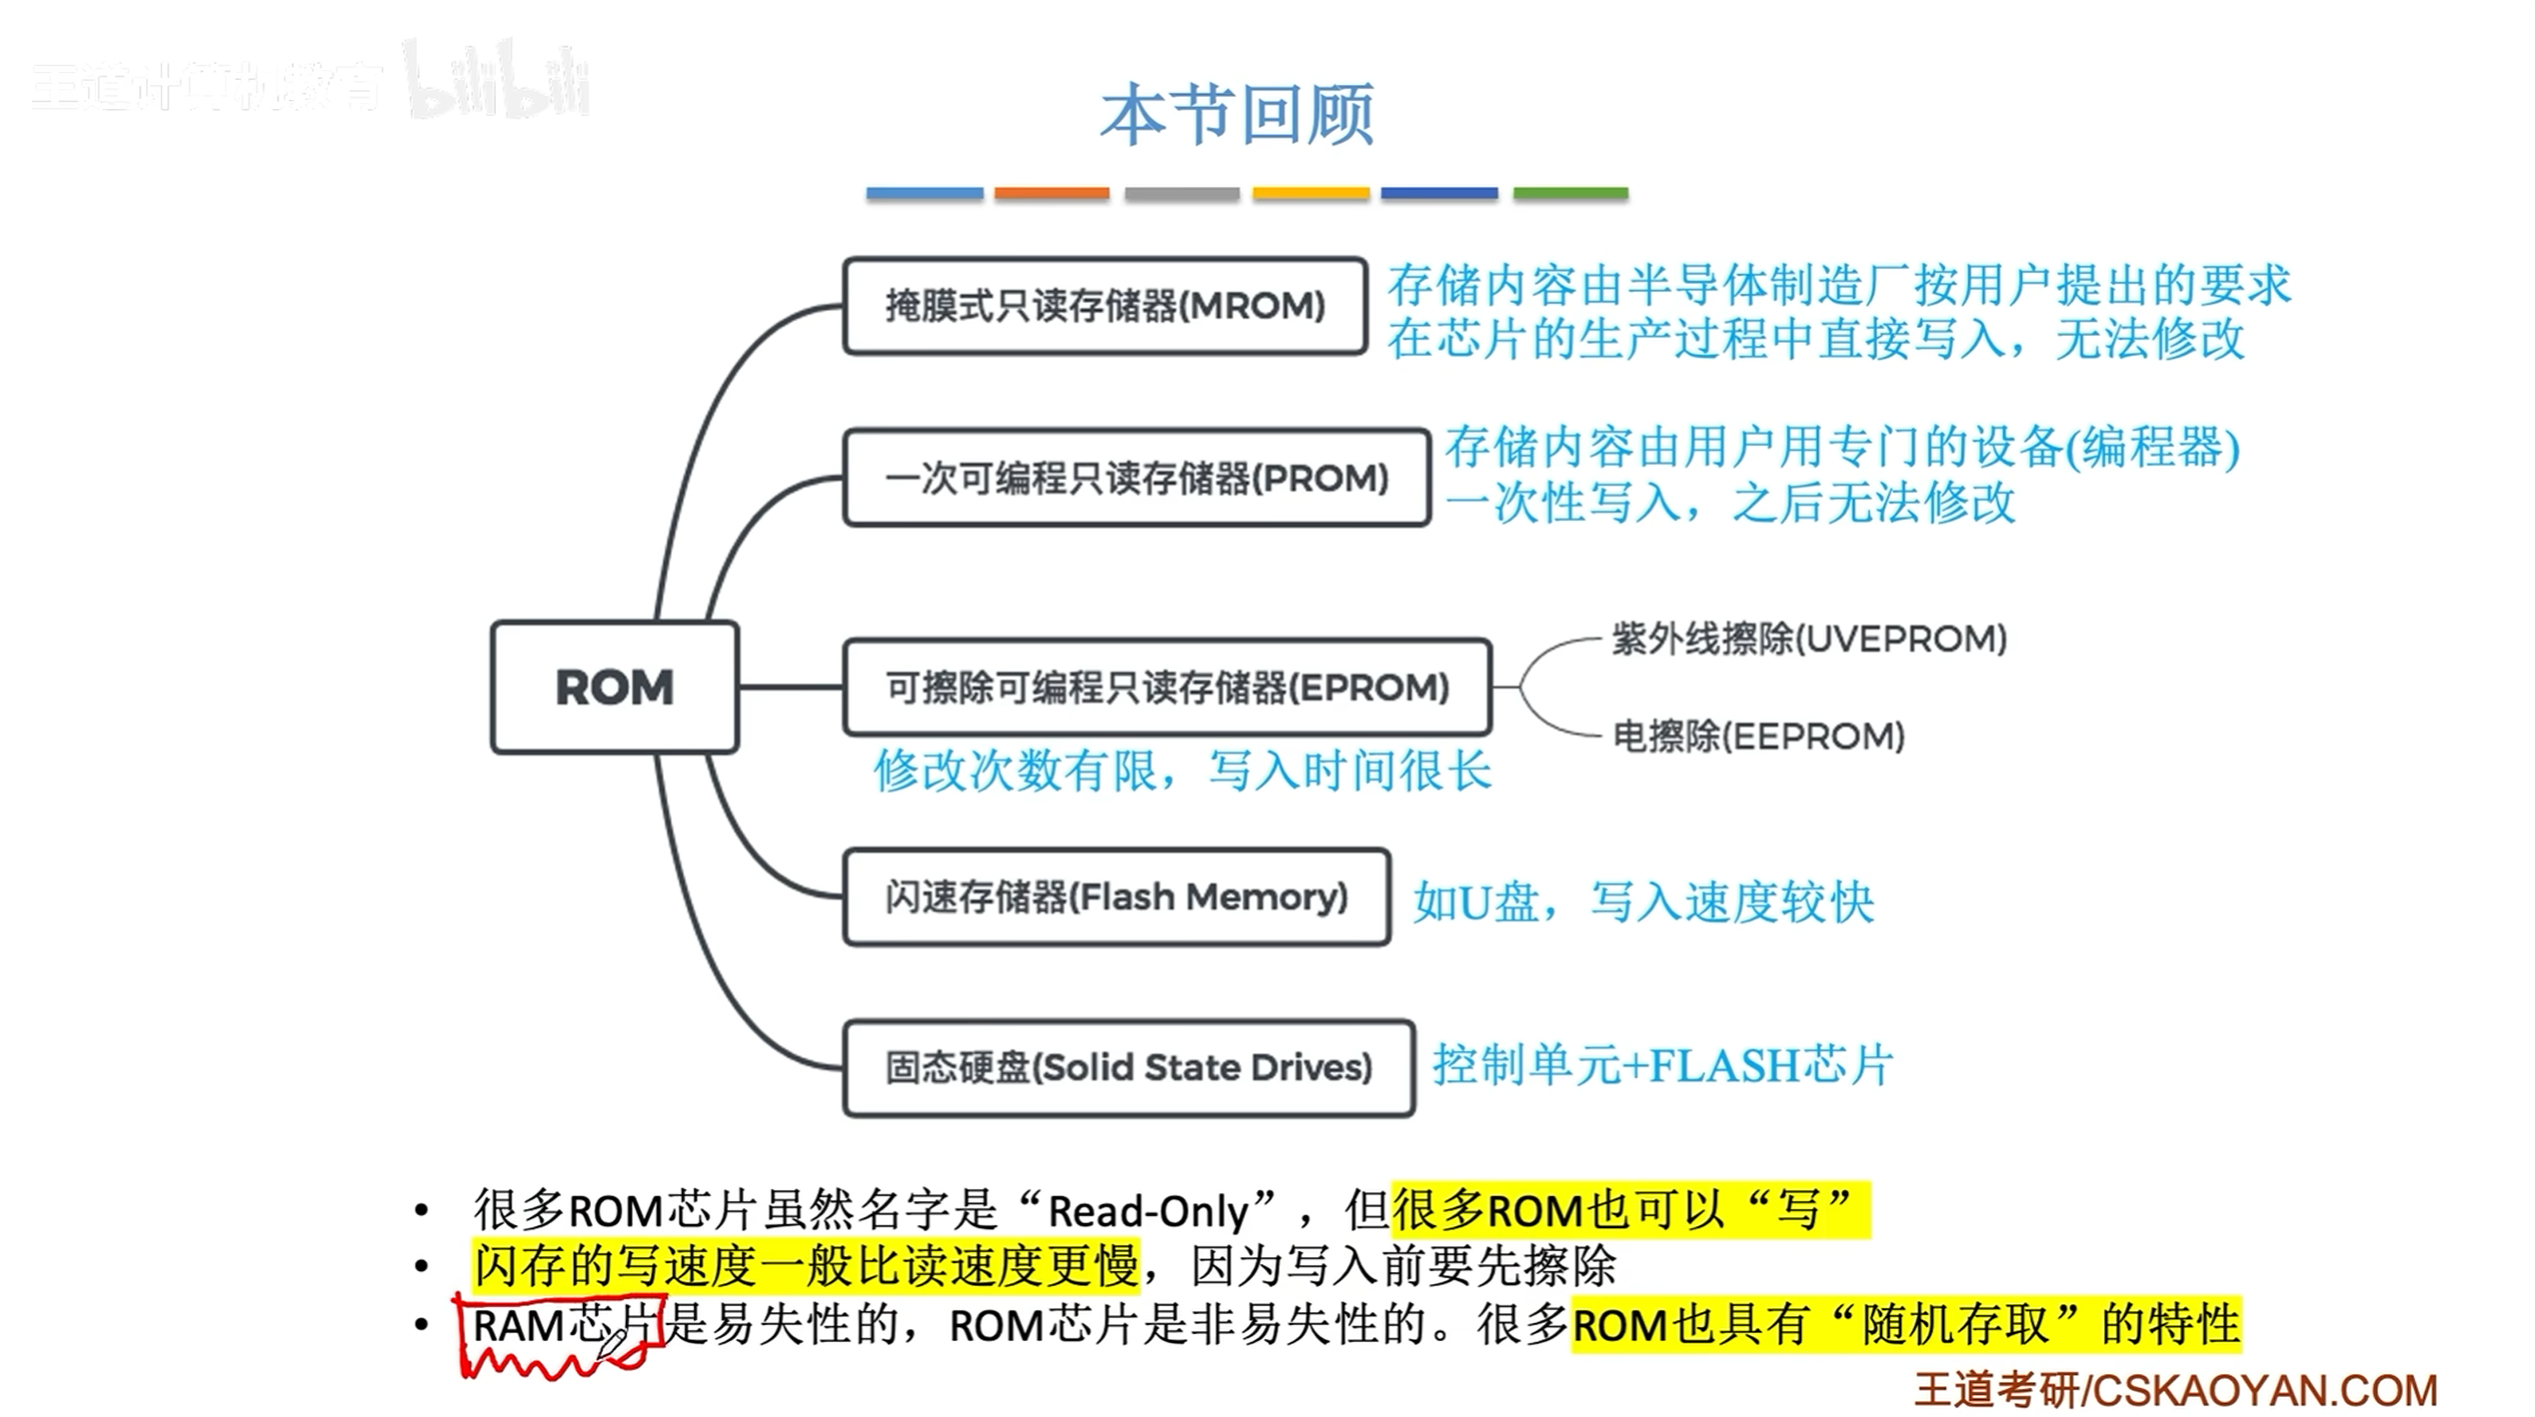 王道计算机教育 bilibili
本节回顾
掩膜式只读存储器(MROM)
存储内容由半导体制造厂按用户提出的要求
在芯片的生产过程中直接写入，无法修改
一次可编程只读存储器(PROM)
存储内容由用户用专门的设备(编程器)
一次性写入，之后无法修改
ROM
可擦除可编程只读存储器(EPROM)
紫外线擦除(UVEPROM)
电擦除(EEPROM)
修改次数有限，写入时间很长
闪速存储器(Flash Memory)
如U盘，写入速度较快
固态硬盘(Solid State Drives)
控制单元+FLASH芯片
• 很多ROM芯片虽然名字是“Read-Only”，但很多ROM也可以“写”
• 闪存的写速度一般比读速度更慢，因为写入前要先擦除
• RAM芯片是易失性的，ROM芯片是非易失性的。很多ROM也具有“随机存取”的特性
王道考研/CSKAOYAN.COM